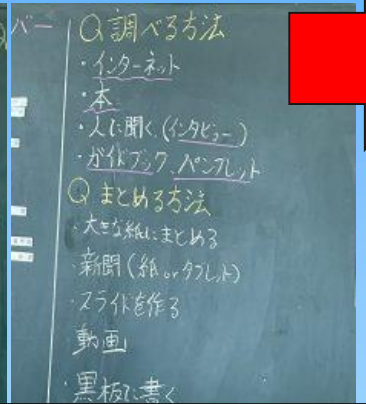 バー
Q 調べる方法
・インターネット
・本
・人に聞く(インタビュー)
・ガイドブック、パンフレット
Q まとめる方法
・大きな紙にまとめる
・新聞(紙 or タブレット)
・スライドを作る
動画
・黒板に書く